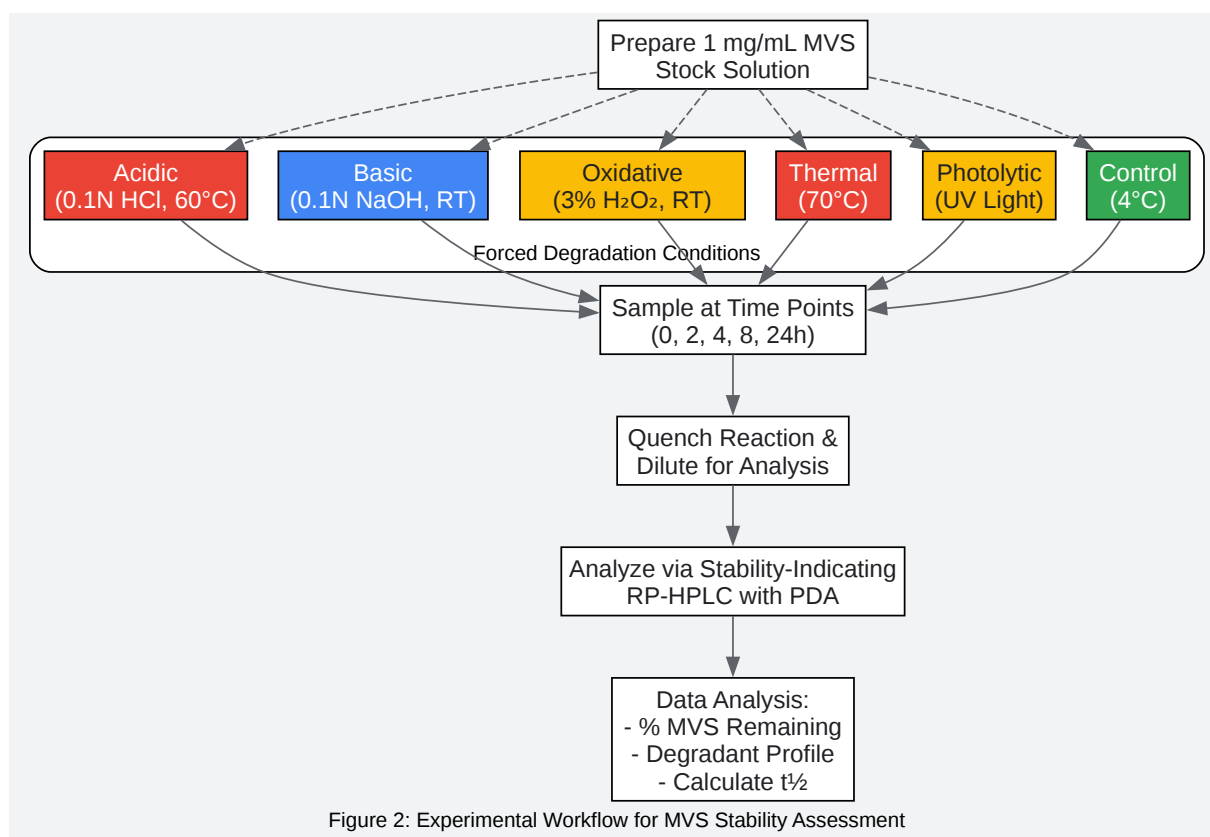 Prepare 1 mg/mL MVS
Stock Solution
Acidic
(0.1N HCl, 60°C)
Basic
(0.1N NaOH, RT)
Oxidative
(3% H₂O₂, RT)
Thermal
(70°C)
Photolytic
(UV Light)
Control
(4°C)
Forced Degradation Conditions
Sample at Time Points
(0, 2, 4, 8, 24h)
Quench Reaction &
Dilute for Analysis
Analyze via Stability-Indicating
RP-HPLC with PDA
Data Analysis:
- % MVS Remaining
- Degradant Profile
- Calculate t½
Figure 2: Experimental Workflow for MVS Stability Assessment